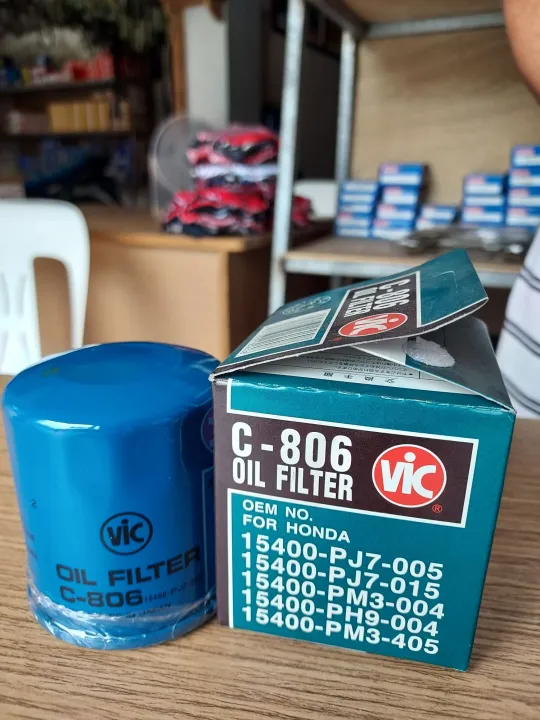 C-806
OIL FILTER
VIC
C-806
OIL FILTER
VIC
®
OEM NO.
FOR HONDA
15400-PJ7-005
15400-PJ7-015
15400-PM3-004
15400-PH9-004
15400-PM3-405
VIC
OIL FILTER
C-806